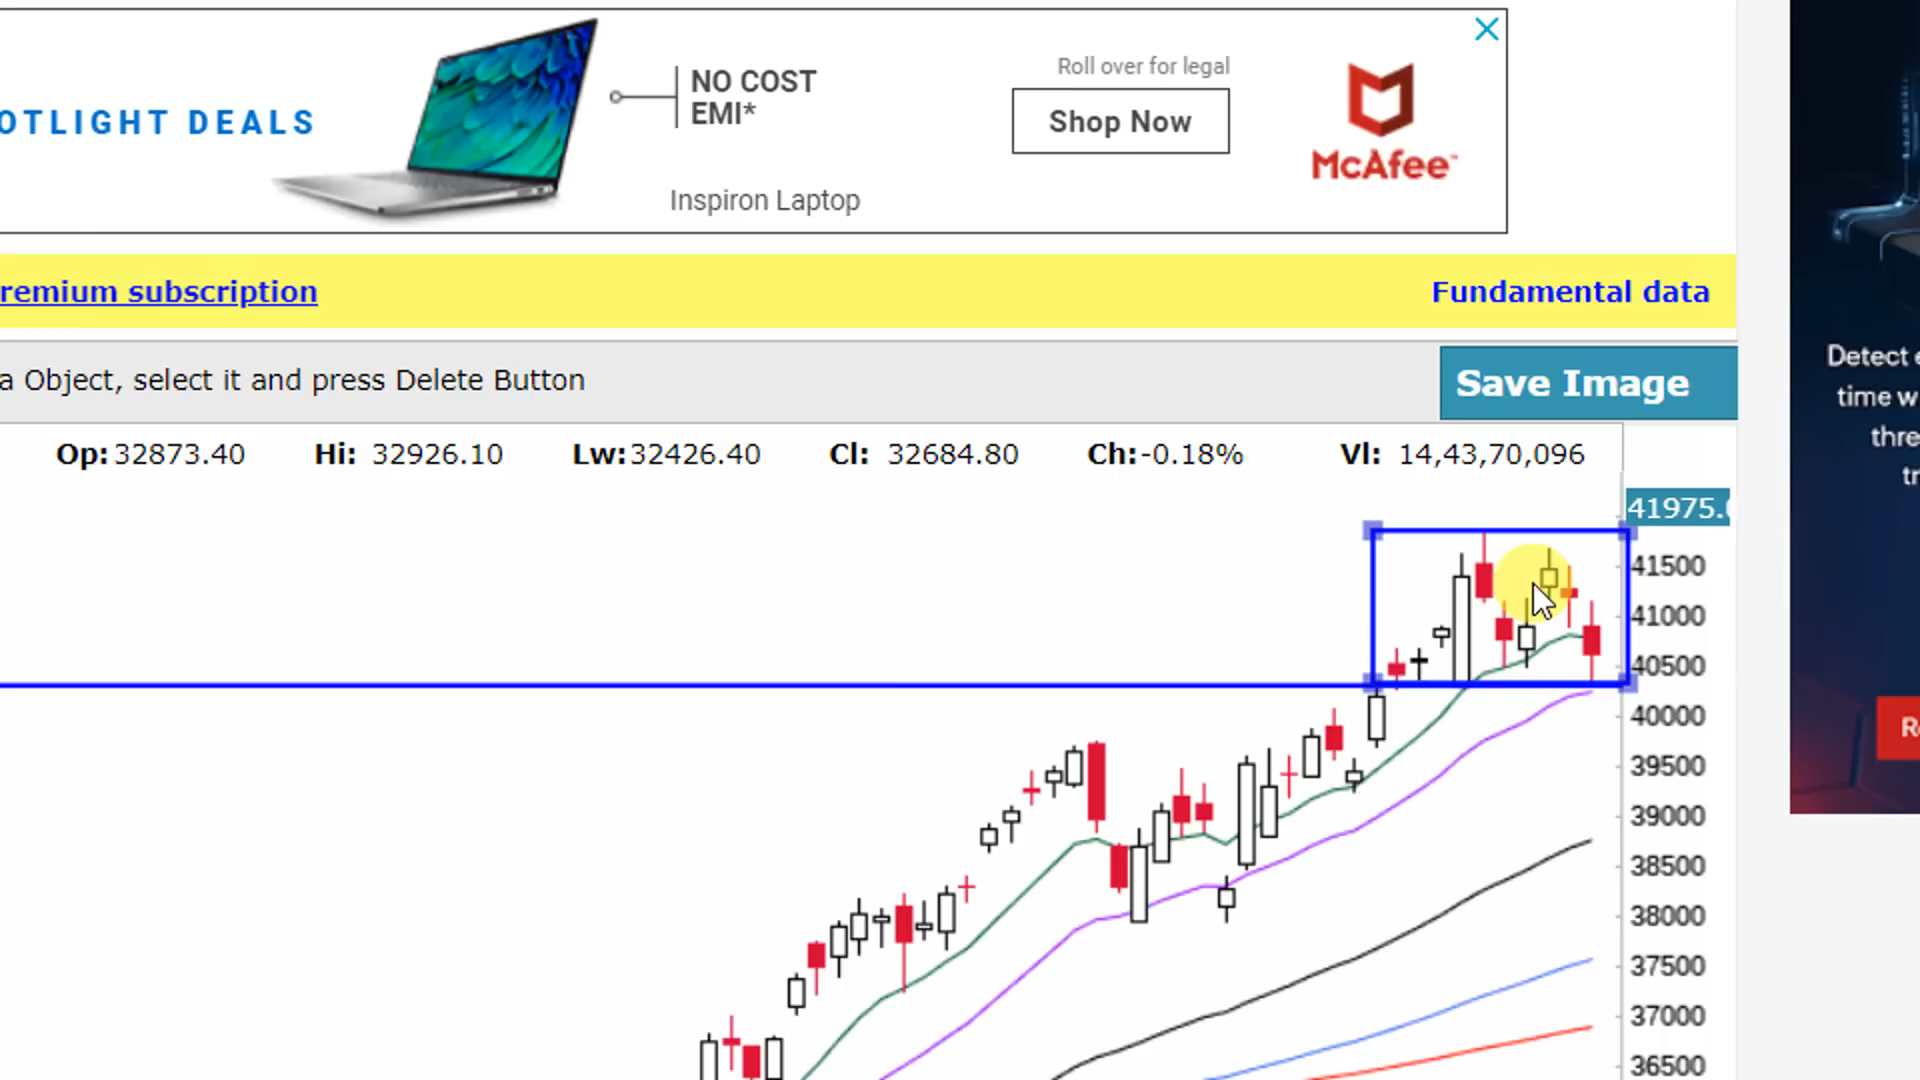 OTLIGHT DEALS
NO COST
EMI*
Inspiron Laptop
Roll over for legal
Shop Now
McAfee™
remium subscription
Fundamental data
a Object, select it and press Delete Button
Save Image
Op:32873.40 Hi: 32926.10 Lw:32426.40 Cl: 32684.80 Ch:-0.18% Vl: 14,43,70,096
41975.
41500
41000
40500
40000
39500
39000
38500
38000
37500
37000
36500
Detect
time w
thre
tr
R